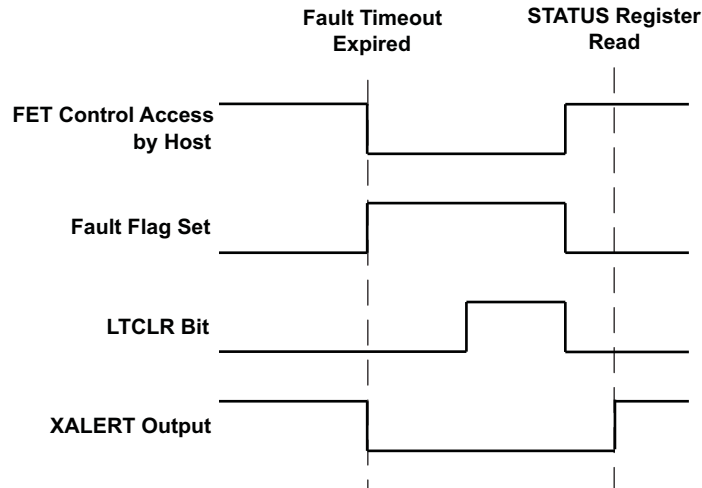 Fault Timeout
Expired
STATUS Register
Read
FET Control Access
by Host
Fault Flag Set
LTCLR Bit
XALERT Output